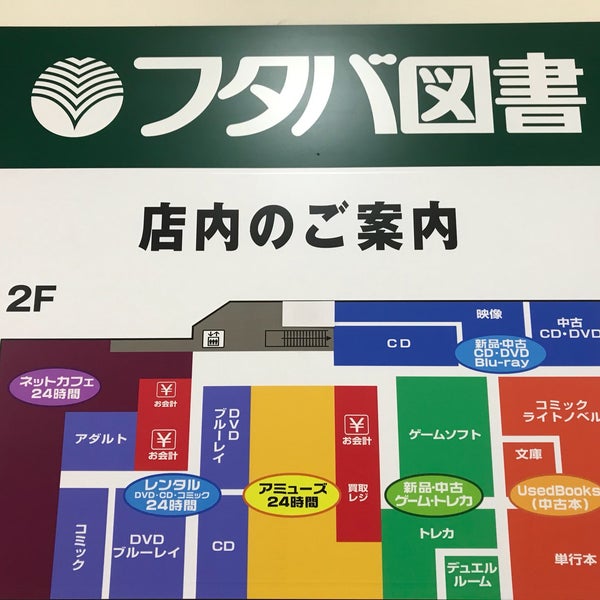 フタバ図書
店内のご案内
2F
映像
中古
CD・DVD
CD
新品・中古
CD・DVD
Blu-ray
ネットカフェ
24時間
¥
お会計
アダルト
¥
お会計
DVD
ブルーレイ
¥
お会計
ゲームソフト
コミック
ライトノベル
文庫
レンタル
DVD・CD・コミック
24時間
アミューズ
24時間
買取
レジ
新品・中古
ゲーム・トレカ
UsedBooks
(中古本)
コミック
DVD
ブルーレイ
CD
トレカ
デュエル
ルーム
単行本